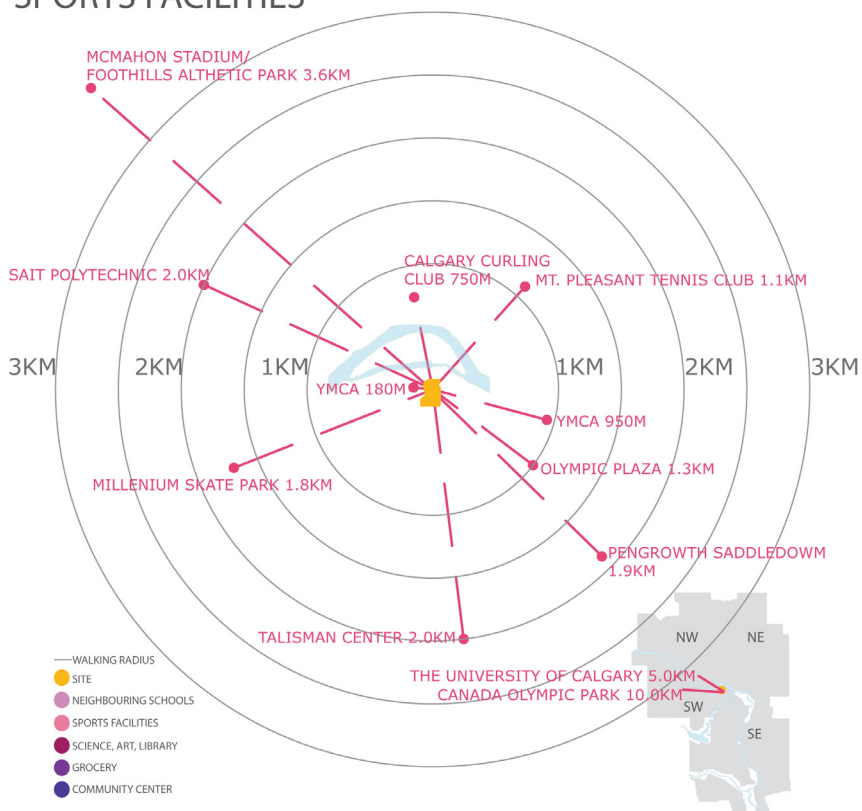 SPORTS FACILITIES
MCMAHON STADIUM/
FOOTHILLS ALTHETIC PARK 3.6KM
CALGARY CURLING
CLUB 750M
SAIT POLYTECHNIC 2.0KM
MT. PLEASANT TENNIS CLUB 1.1KM
3KM
2KM
1KM
1KM
2KM
3KM
YMCA 180M
YMCA 950M
OLYMPIC PLAZA 1.3KM
MILLENIUM SKATE PARK 1.8KM
PENGROWTH SADDLEDOWM
1.9KM
TALISMAN CENTER 2.0KM
NW
NE
THE UNIVERSITY OF CALGARY 5.0KM
CANADA OLYMPIC PARK 10.0KM
SW
SE
WALKING RADIUS
SITE
NEIGHBOURING SCHOOLS
SPORTS FACILITIES
SCIENCE, ART, LIBRARY
GROCERY
COMMUNITY CENTER